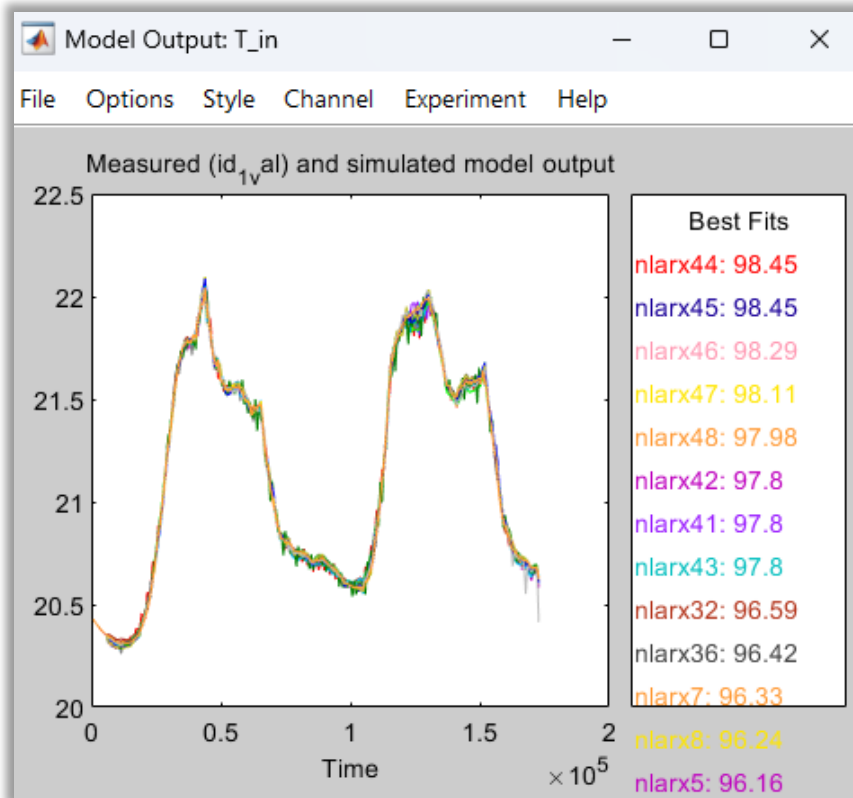 Model Output: T_in
File Options Style Channel Experiment Help
Measured (id_1val) and simulated model output
22.5
22
21.5
21
20.5
20
0 0.5 1 1.5 2
Time
×10^5
Best Fits
nlarx44: 98.45
nlarx45: 98.45
nlarx46: 98.29
nlarx47: 98.11
nlarx48: 97.98
nlarx42: 97.8
nlarx41: 97.8
nlarx43: 97.8
nlarx32: 96.59
nlarx36: 96.42
nlarx7: 96.33
nlarx8: 96.24
nlarx5: 96.16